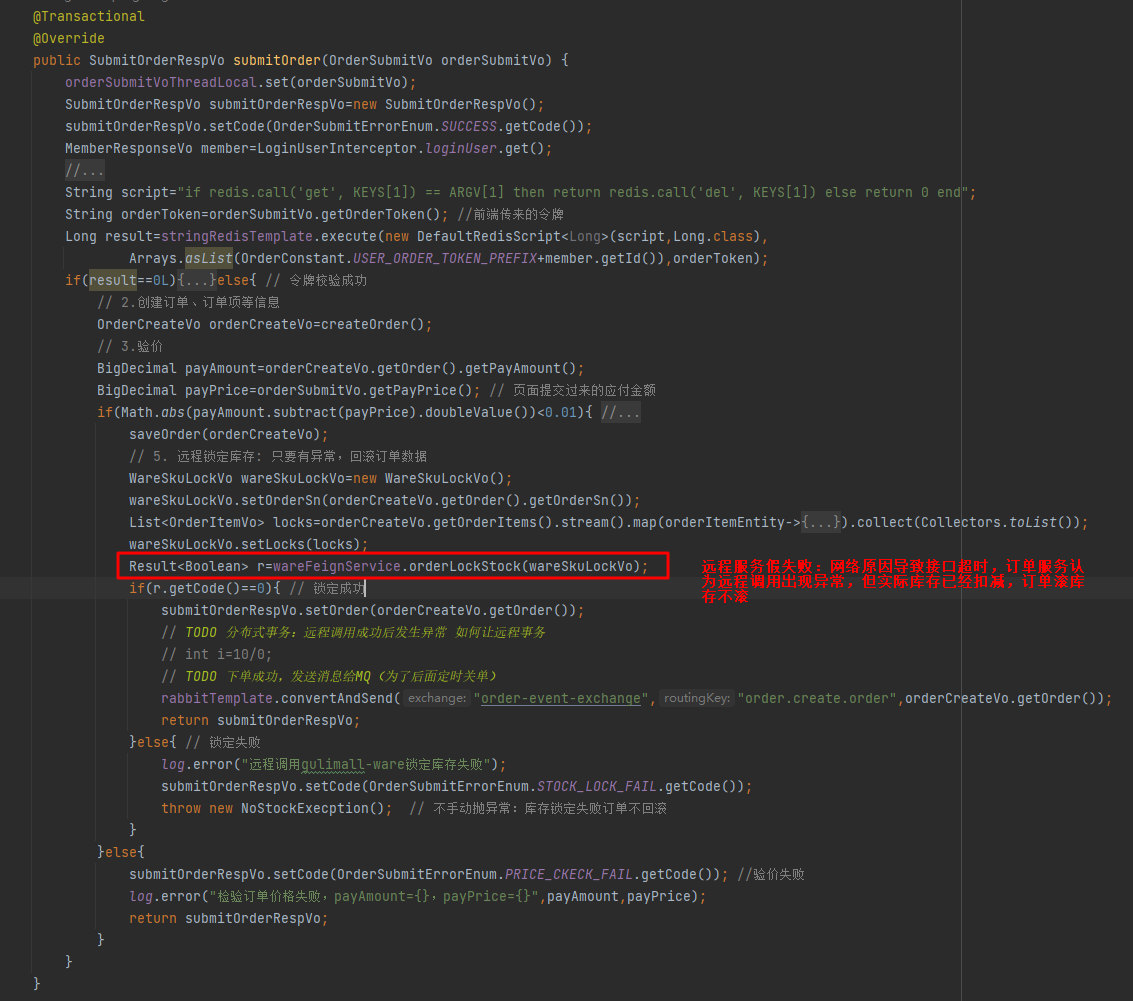 @Transactional
@Override
public SubmitOrderRespVo submitOrder(OrderSubmitVo orderSubmitVo) {
orderSubmitVoThreadLocal.set(orderSubmitVo);
SubmitOrderRespVo submitOrderRespVo=new SubmitOrderRespVo();
submitOrderRespVo.setCode(OrderSubmitErrorEnum.SUCCESS.getCode());
MemberResponseVo member=LoginUserInterceptor.loginUser.get();
//...
String script="if redis.call('get', KEYS[1]) == ARGV[1] then return redis.call('del', KEYS[1]) else return 0 end";
String orderToken=orderSubmitVo.getOrderToken(); //前端传来的令牌
Long result=stringRedisTemplate.execute(new DefaultRedisScript<Long>(script,Long.class),
Arrays.asList(OrderConstant.USER_ORDER_TOKEN_PREFIX+member.getId()),orderToken);
if(result==0L){...}else{ // 令牌校验成功
// 2.创建订单、订单项等信息
OrderCreateVo orderCreateVo=createOrder();
// 3.验价
BigDecimal payAmount=orderCreateVo.getOrder().getPayAmount();
BigDecimal payPrice=orderSubmitVo.getPayPrice(); // 页面提交过来的应付金额
if(Math.abs(payAmount.subtract(payPrice).doubleValue())<0.01){ //...
saveOrder(orderCreateVo);
// 5. 远程锁定库存: 只要有异常，回滚订单数据
WareSkuLockVo wareSkuLockVo=new WareSkuLockVo();
wareSkuLockVo.setOrderSn(orderCreateVo.getOrder().getOrderSn());
List<OrderItemVo> locks=orderCreateVo.getOrderItems().stream().map(orderItemEntity->{...}).collect(Collectors.toList());
wareSkuLockVo.setLocks(locks);
Result<Boolean> r=wareFeignService.orderLockStock(wareSkuLockVo);
远程服务假失败：网络原因导致接口超时，订单服务认
为远程调用出现异常，但实际库存已经扣减，订单滚库
存不滚
if(r.getCode()==0){ // 锁定成功
submitOrderRespVo.setOrder(orderCreateVo.getOrder());
// TODO 分布式事务：远程调用成功后发生异常 如何让远程事务
// int i=10/0;
// TODO 下单成功，发送消息给MQ（为了后面定时关单）
rabbitTemplate.convertAndSend( exchange: "order-event-exchange", routingKey: "order.create.order",orderCreateVo.getOrder());
return submitOrderRespVo;
}else{ // 锁定失败
log.error("远程调用gulimall-ware锁定库存失败");
submitOrderRespVo.setCode(OrderSubmitErrorEnum.STOCK_LOCK_FAIL.getCode());
throw new NoStockExecption(); // 不手动抛异常：库存锁定失败订单不回滚
}
}else{
submitOrderRespVo.setCode(OrderSubmitErrorEnum.PRICE_CKECK_FAIL.getCode()); //验价失败
log.error("检验订单价格失败，payAmount={}，payPrice={}",payAmount,payPrice);
return submitOrderRespVo;
}
}
}